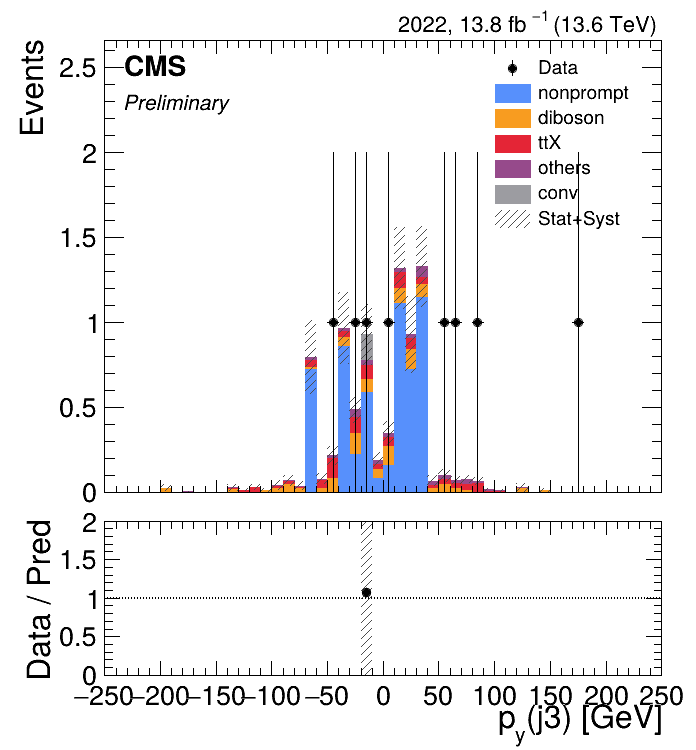 2022, 13.8 fb⁻¹ (13.6 TeV)
CMS
Preliminary
Data
nonprompt
diboson
ttX
others
conv
Stat+Syst
Events
2.5
2
1.5
1
0.5
0
Data / Pred
2
1.5
1
0.5
0
−250 −200 −150 −100 −50 0 50 100 150 200 250
p_y(j3) [GeV]